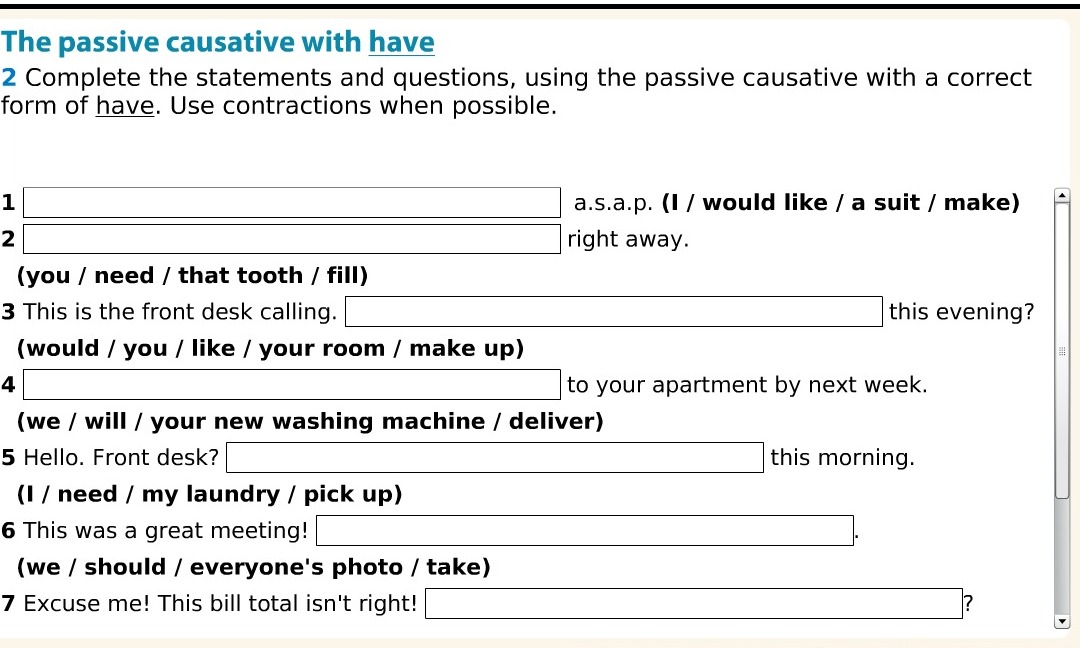 The passive causative with have
2 Complete the statements and questions, using the passive causative with a correct
form of have. Use contractions when possible.
1 a.s.a.p. (I / would like / a suit / make)
2 right away.
(you / need / that tooth / fill)
3 This is the front desk calling. this evening?
(would / you / like / your room / make up)
4 to your apartment by next week.
(we / will / your new washing machine / deliver)
5 Hello. Front desk? this morning.
(I / need / my laundry / pick up)
6 This was a great meeting! .
(we / should / everyone's photo / take)
7 Excuse me! This bill total isn't right! ?